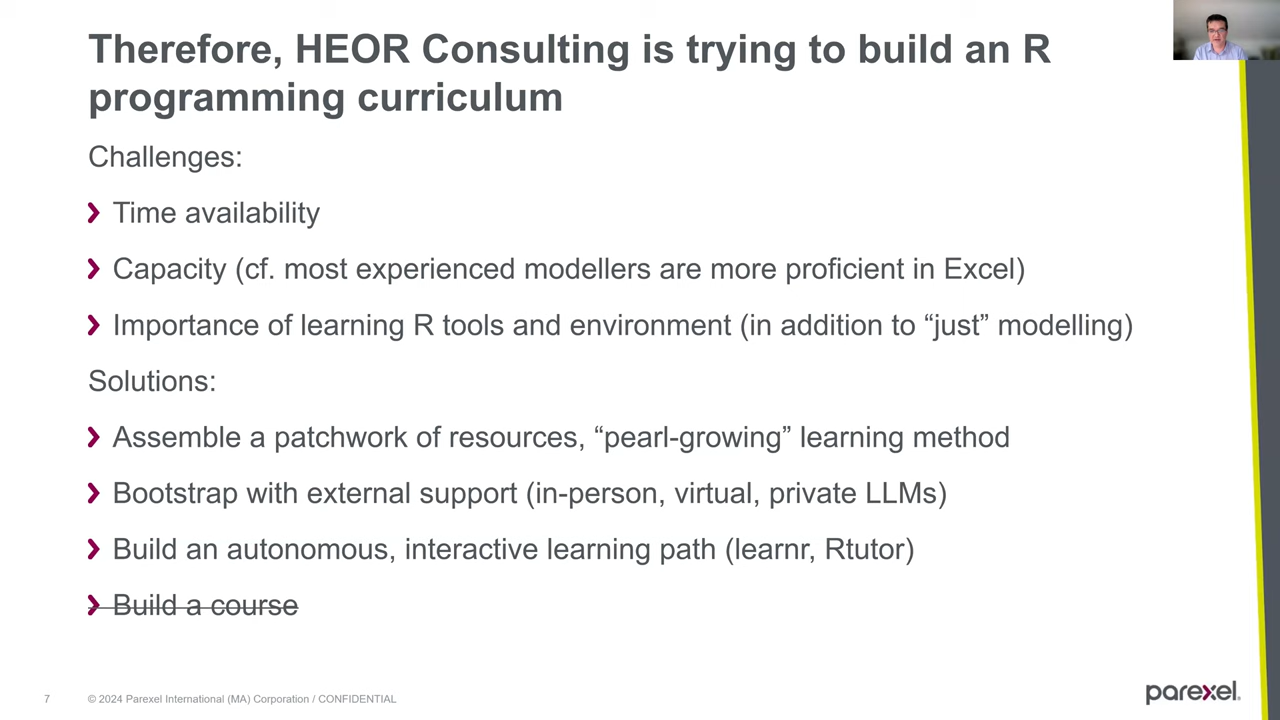 Therefore, HEOR Consulting is trying to build an R
programming curriculum
Challenges:
Time availability
Capacity (cf. most experienced modellers are more proficient in Excel)
Importance of learning R tools and environment (in addition to “just” modelling)
Solutions:
Assemble a patchwork of resources, “pearl-growing” learning method
Bootstrap with external support (in-person, virtual, private LLMs)
Build an autonomous, interactive learning path (learnr, Rtutor)
Build a course
7 © 2024 Parexel International (MA) Corporation / CONFIDENTIAL
parexel.